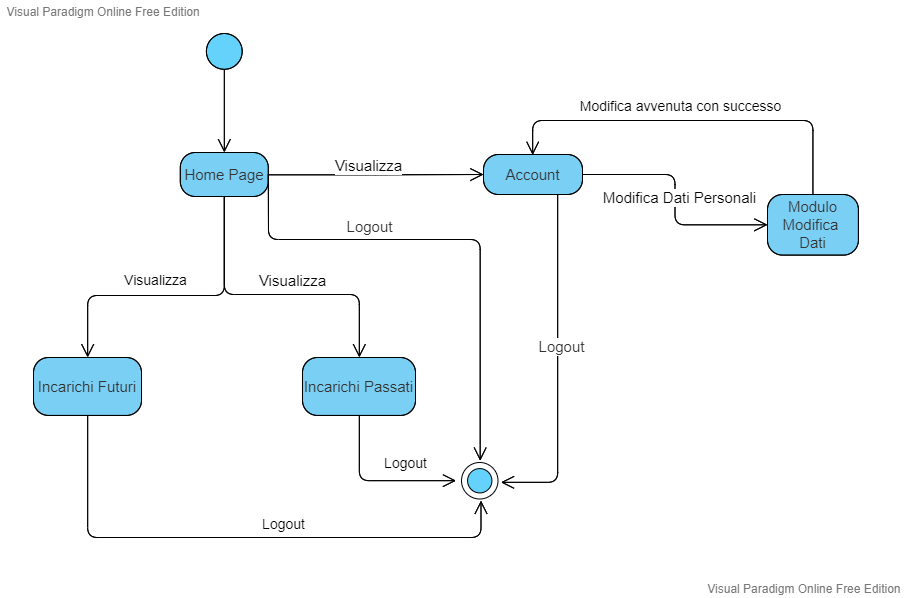 Visual Paradigm Online Free Edition
Modifica avvenuta con successo
Home Page
Visualizza
Account
Modifica Dati Personali
Modulo
Modifica
Dati
Logout
Visualizza
Visualizza
Logout
Incarichi Futuri
Incarichi Passati
Logout
Logout
Visual Paradigm Online Free Edition